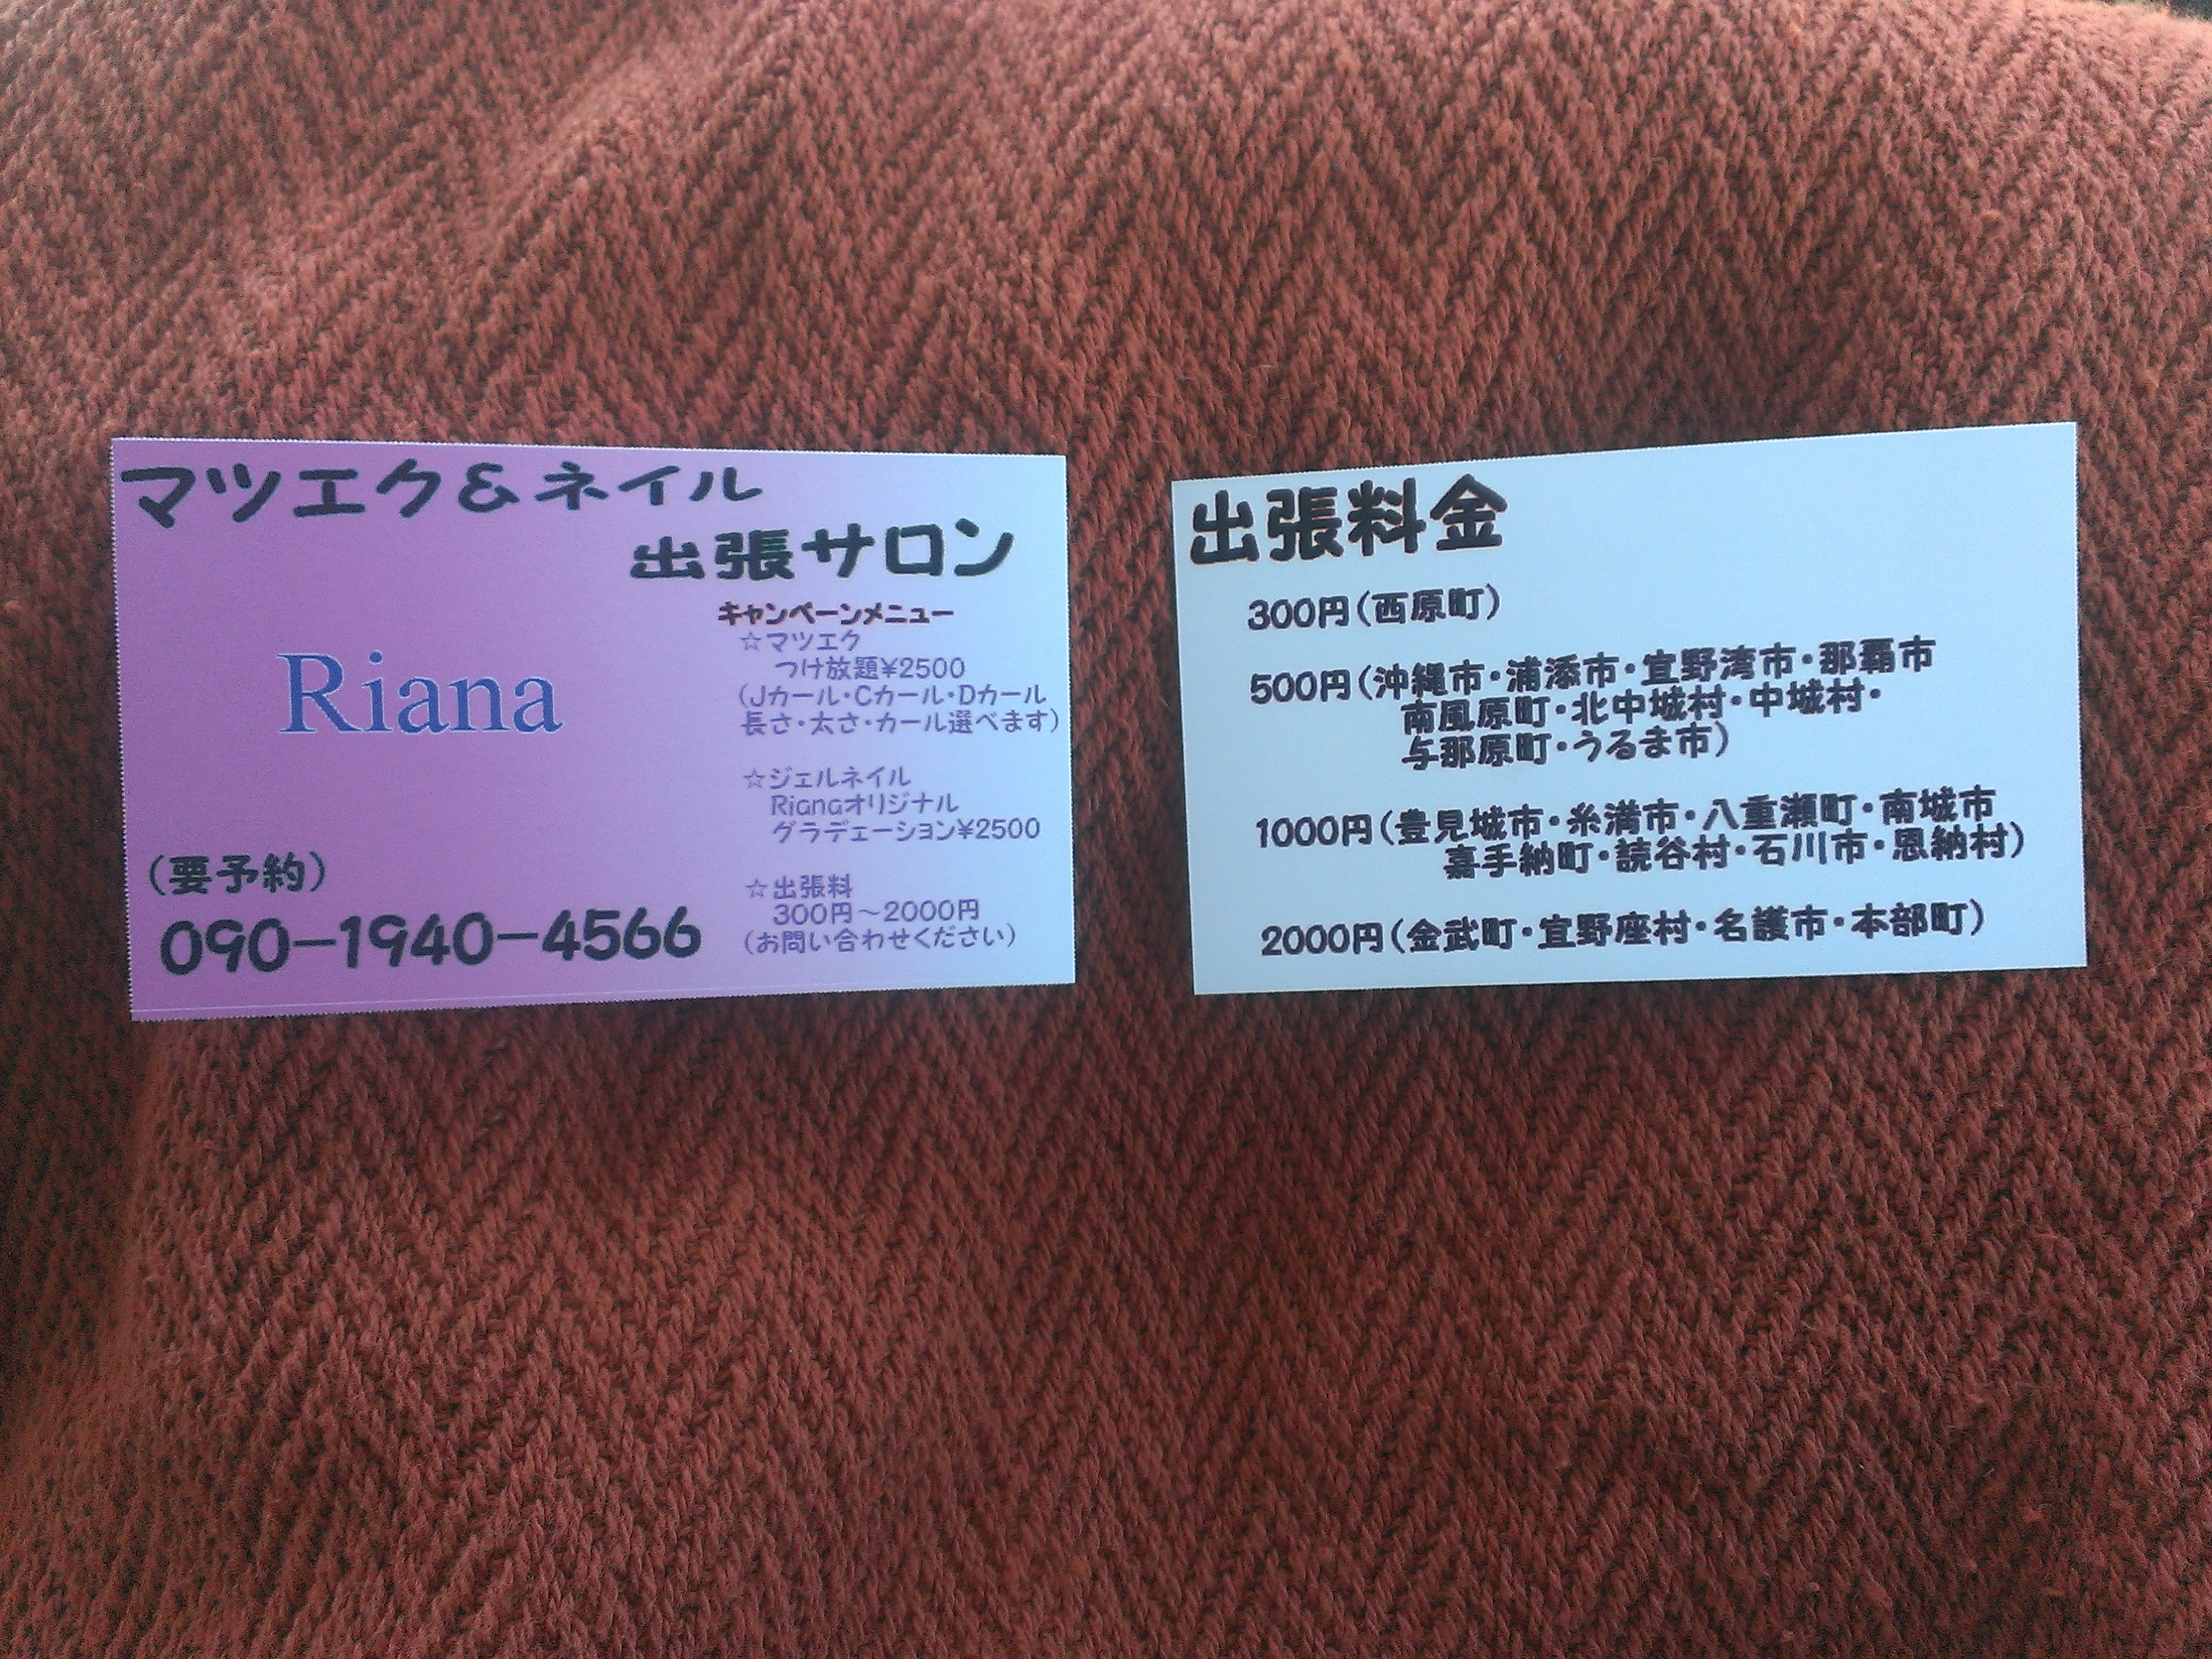 マツエク&ネイル
出張サロン
Riana
キャンペーンメニュー
☆マツエク
つけ放題¥2500
(Jカール・Cカール・Dカール
長さ・太さ・カール選べます)
☆ジェルネイル
Rianaオリジナル
グラデェーション¥2500
☆出張料
300円～2000円
(お問い合わせください)
(要予約)
090-1940-4566
出張料金
300円(西原町)
500円(沖縄市・浦添市・宜野湾市・那覇市
南風原町・北中城村・中城村・
与那原町・うるま市)
1000円(豊見城市・糸満市・八重瀬町・南城市
嘉手納町・読谷村・石川市・恩納村)
2000円(金武町・宜野座村・名護市・本部町)